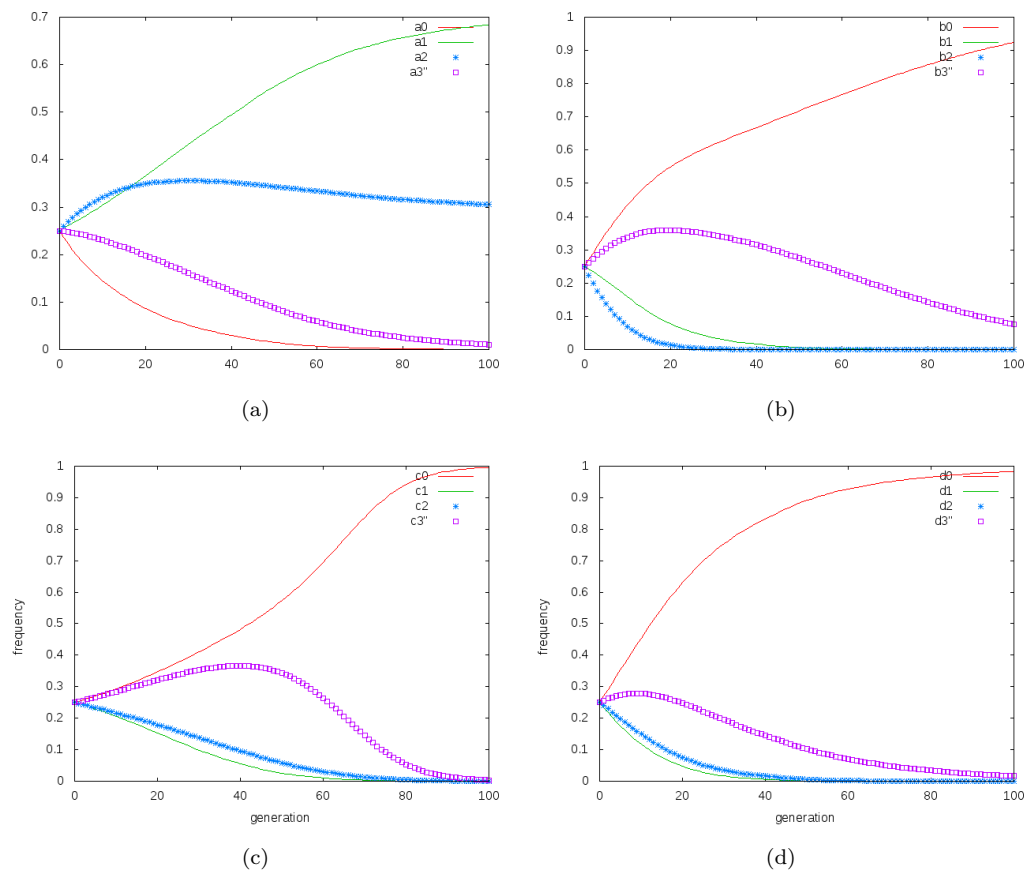 0.7
0.6
0.5
0.4
0.3
0.2
0.1
0
0 20 40 60 80 100
a0
a1
a2
a3"
(a)
1
0.9
0.8
0.7
0.6
0.5
0.4
0.3
0.2
0.1
0
0 20 40 60 80 100
b0
b1
b2
b3"
(b)
1
0.9
0.8
0.7
0.6
0.5
0.4
0.3
0.2
0.1
0
frequency
0 20 40 60 80 100
generation
c0
c1
c2
c3"
(c)
1
0.9
0.8
0.7
0.6
0.5
0.4
0.3
0.2
0.1
0
frequency
0 20 40 60 80 100
generation
d0
d1
d2
d3"
(d)